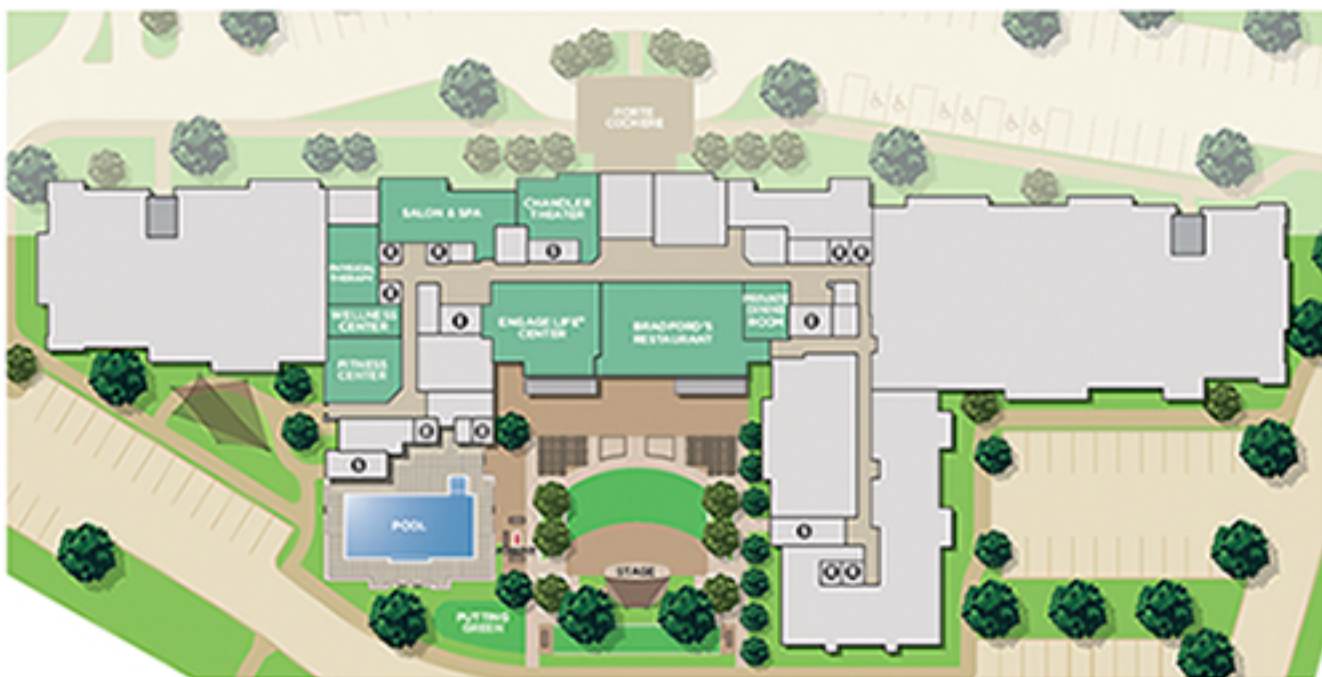 PORTE
COCHERE
SALON & SPA
CHANDLER
THEATER
PHYSICAL
THERAPY
WELLNESS
CENTER
ENGAGE LIFE®
CENTER
BRADFORD'S
RESTAURANT
PRIVATE
DINING
ROOM
FITNESS
CENTER
POOL
STAGE
PUTTING
GREEN